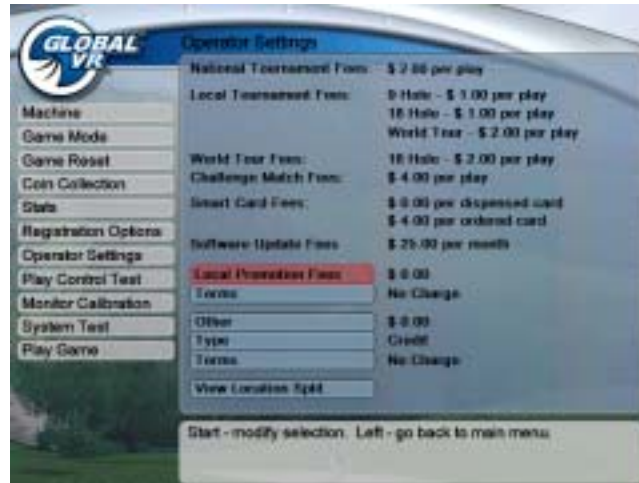 GLOBAL
VR
Operator Settings
National Tournament Fees: $ 2.00 per play
Local Tournament Fees: 9 Hole - $ 1.00 per play
18 Hole - $ 1.00 per play
World Tour - $ 2.00 per play
World Tour Fees: 18 Hole - $ 2.00 per play
Challenge Match Fees: $ 4.00 per play
Smart Card Fees: $ 0.00 per dispensed card
$ 4.00 per ordered card
Software Update Fees $ 25.00 per month
Local Promotion Fees $ 0.00
Terms No Charge
Other $ 0.00
Type Credit
Terms No Charge
View Location Split
Machine
Game Mode
Game Reset
Coin Collection
Stats
Registration Options
Operator Settings
Play Control Test
Monitor Calibration
System Test
Play Game
Start - modify selection. Left - go back to main menu.